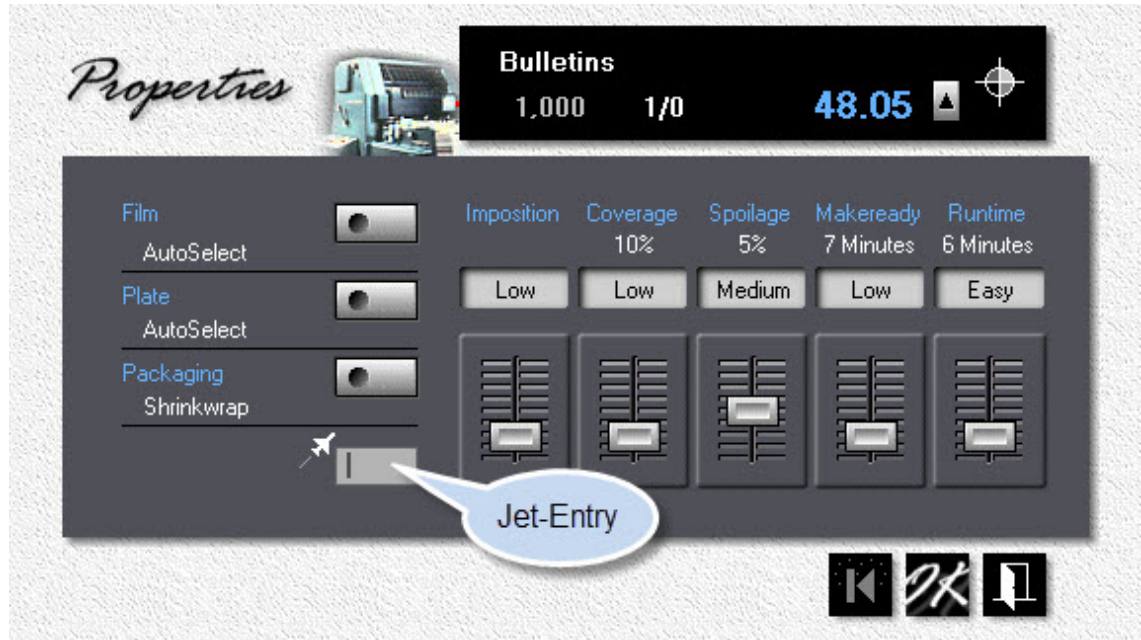 Properties
Bulletins
1,000 1/0 48.05
Film
AutoSelect
Plate
AutoSelect
Packaging
Shrinkwrap
Imposition Coverage Spoilage Makeready Runtime
10% 5% 7 Minutes 6 Minutes
Low Low Medium Low Easy
Jet-Entry
OK